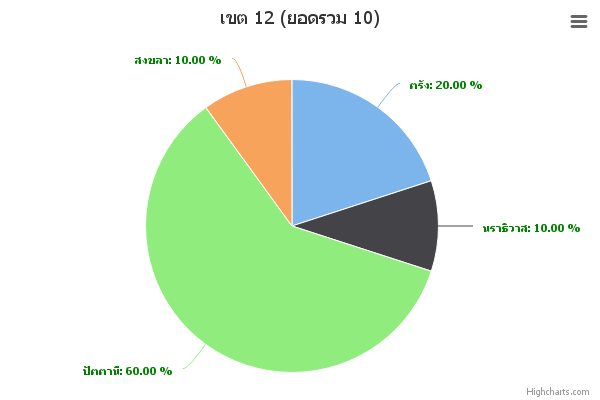 เขต 12 (ยอดรวม 10)
สงขลา: 10.00 %
ตรัง: 20.00 %
นราธิวาส: 10.00 %
ปัตตานี: 60.00 %
Highcharts.com